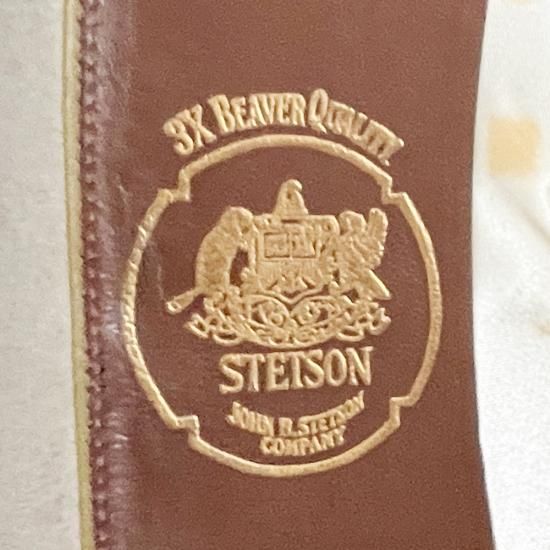 3X BEAVER QUALITY
STETSON
JOHN B. STETSON
COMPANY